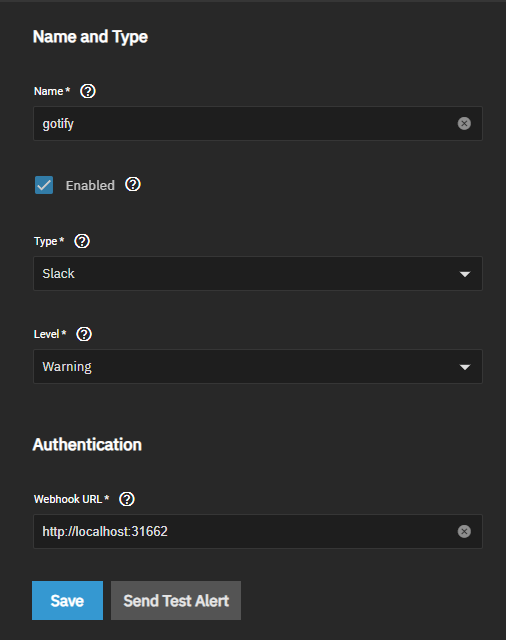 Name and Type
Name *
gotify
Enabled
Type *
Slack
Level *
Warning
Authentication
Webhook URL *
http://localhost:31662
Save Send Test Alert